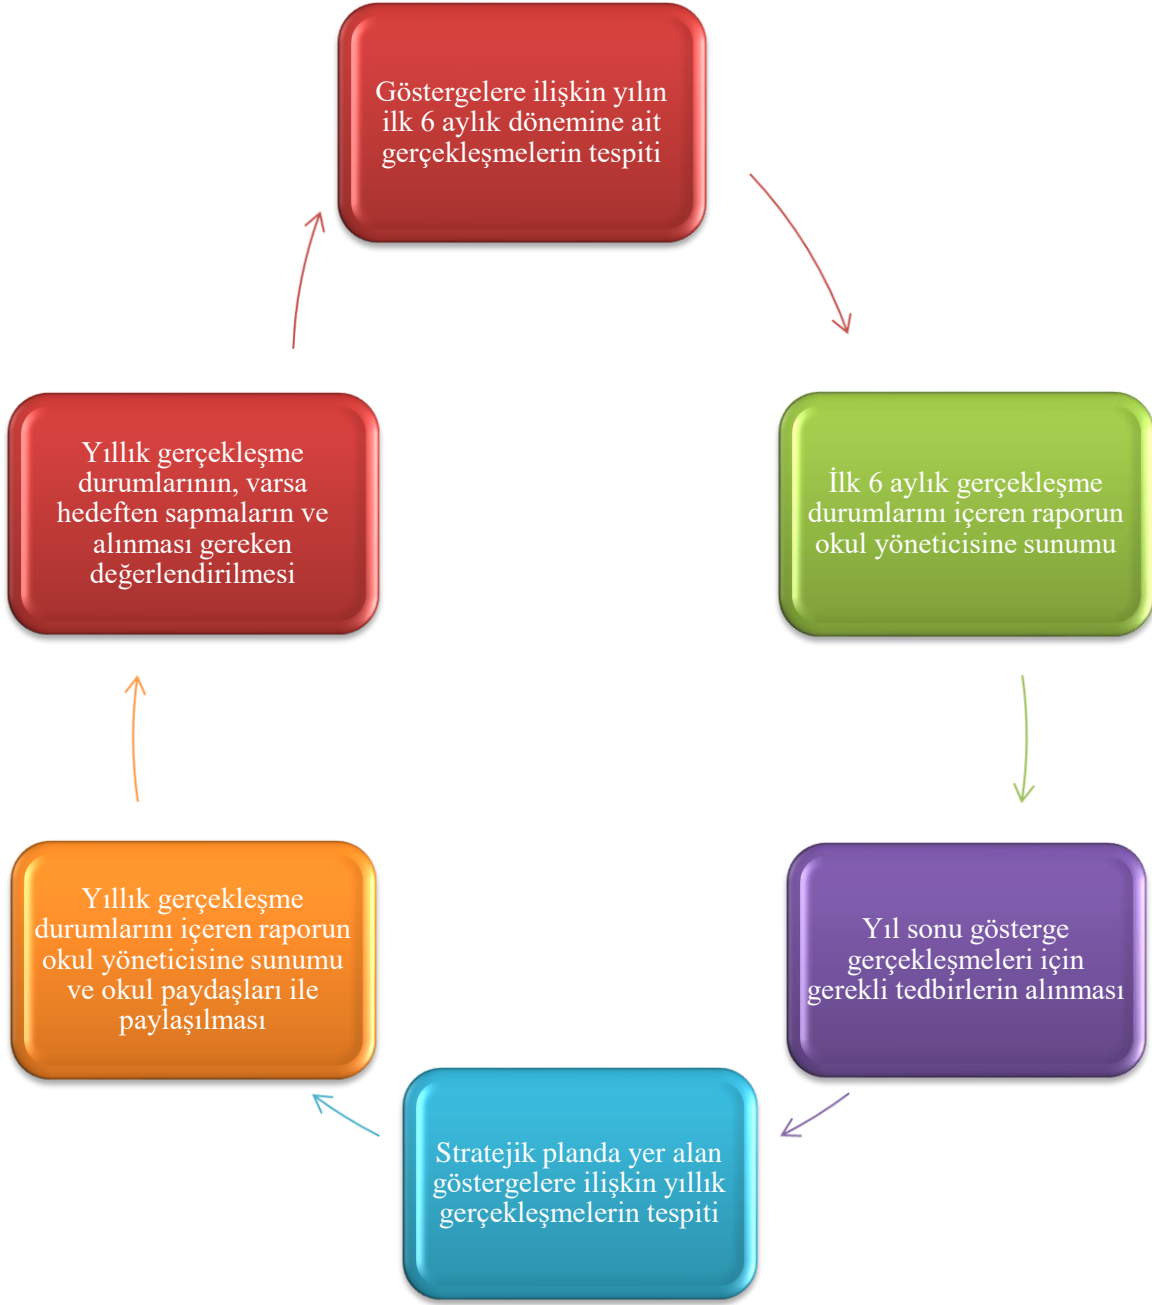 Göstergelere ilişkin yılın
ilk 6 aylık dönemine ait
gerçekleşmelerin tespiti
İlk 6 aylık gerçekleşme
durumlarını içeren raporun
okul yöneticisine sunumu
Yıl sonu gösterge
gerçekleşmeleri için
gerekli tedbirlerin alınması
Stratejik planda yer alan
göstergelere ilişkin yıllık
gerçekleşmelerin tespiti
Yıllık gerçekleşme
durumlarını içeren raporun
okul yöneticisine sunumu
ve okul paydaşları ile
paylaşılması
Yıllık gerçekleşme
durumlarının, varsa
hedeften sapmaların ve
alınması gereken
değerlendirilmesi